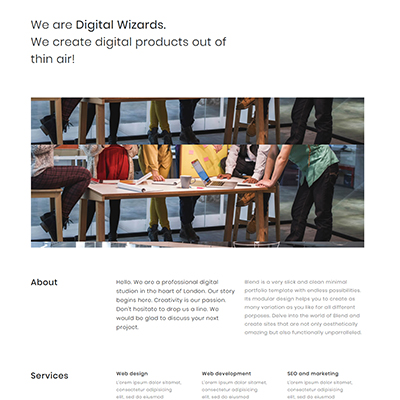 We are Digital Wizards.
We create digital products out of
thin air!
About
Hello. We are a professional digital
studion in the heart of London. Our story
begins here. Creativity is our passion.
Don't hesitate to drop us a line. We
would be glad to discuss your next
project.
Blend is a very slick and clean minimal
portfolio template with endless possibilities.
Its modular design helps you to create as
many variation as you like for all different
porposes. Delve into the world of Blend and
create sites that are not only aesthetically
amazing but also functionally unparralleled.
Services
Web design
Lorem ipsum dolor sitamet,
consectetur adipisicing
elit, sed do eiusmod
Web development
Lorem ipsum dolor sitamet,
consectetur adipisicing
elit, sed do eiusmod
SEO and marketing
Lorem ipsum dolor sitamet,
consectetur adipisicing
elit, sed do eiusmod